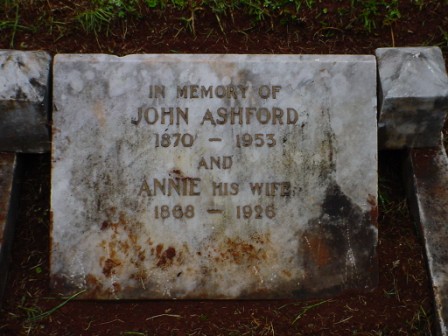 IN MEMORY OF
JOHN ASHFORD
1870 – 1953
AND
ANNIE HIS WIFE
1868 – 1926